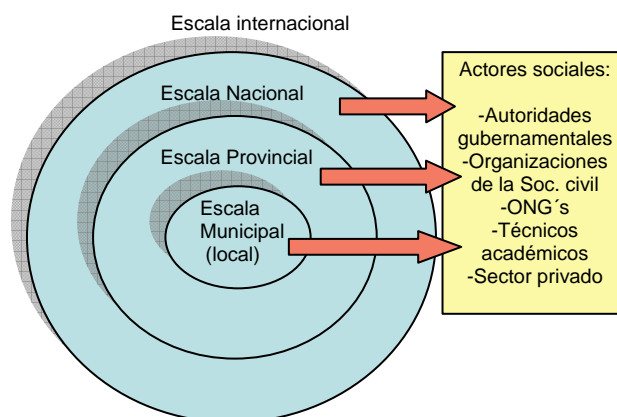 Escala internacional
Escala Nacional
Escala Provincial
Escala
Municipal
(local)
Actores sociales:
-Autoridades
gubernamentales
-Organizaciones
de la Soc. civil
-ONG´s
-Técnicos
académicos
-Sector privado